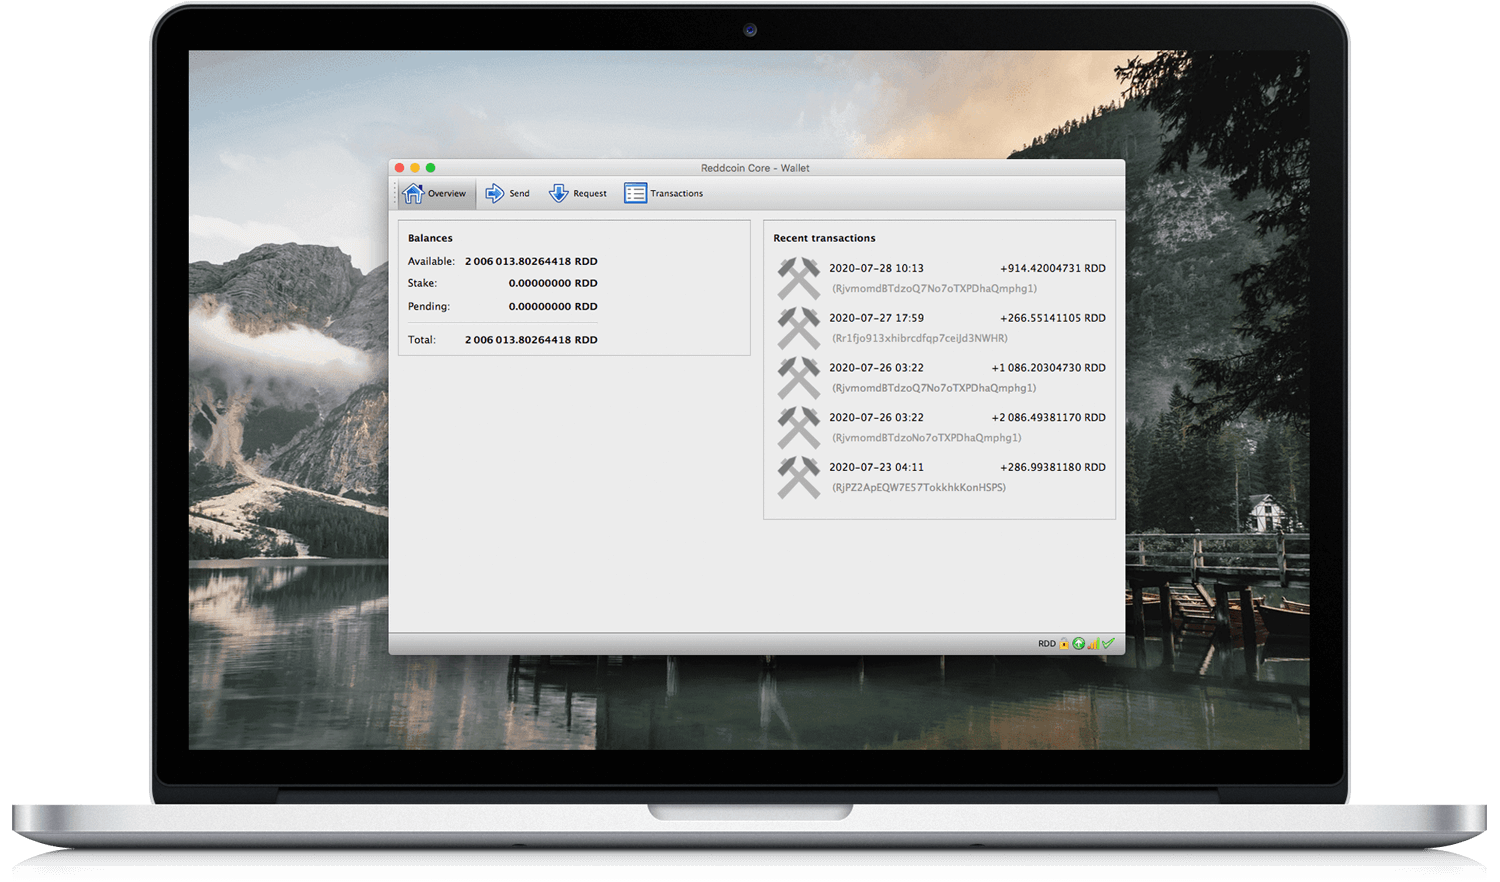 Reddcoin Core - Wallet
Overview Send Request Transactions
Balances
Available: 2 006 013.80264418 RDD
Stake: 0.00000000 RDD
Pending: 0.00000000 RDD
Total: 2 006 013.80264418 RDD
Recent transactions
2020-07-28 10:13 +914.42004731 RDD
(RjvmomdBTdzoQ7No7oTXPDhaQmphg1)
2020-07-27 17:59 +266.55141105 RDD
(Rr1fjo913xhibrcdfqp7ceiJd3NWHR)
2020-07-26 03:22 +1 086.20304730 RDD
(RjvmomdBTdzoQ7No7oTXPDhaQmphg1)
2020-07-26 03:22 +2 086.49381170 RDD
(RjvmomdBTdzoNo7oTXPDhaQmphg1)
2020-07-23 04:11 +286.99381180 RDD
(RjPZ2ApEQW7E57TokkhkKonHSPS)
RDD